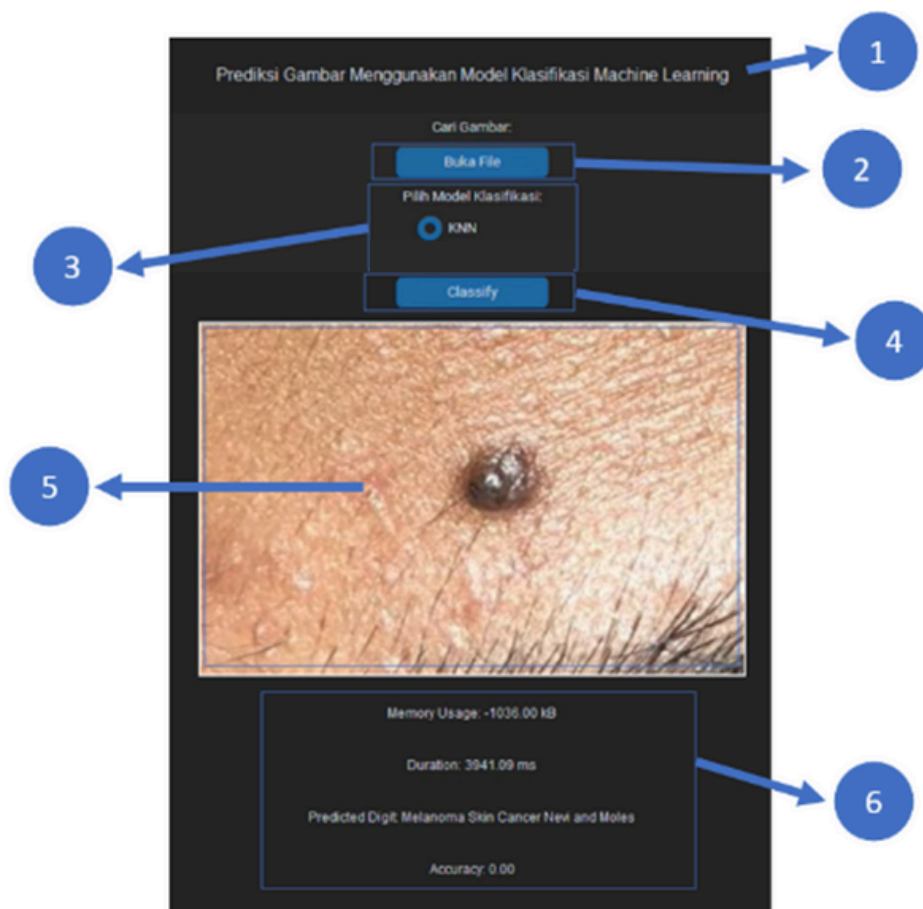 Prediksi Gambar Menggunakan Model Klasifikasi Machine Learning
1
Cari Gambar:
Buka File
2
Pilih Model Klasifikasi:
KNN
3
Classify
4
5
Memory Usage: -1036.00 kB
Duration: 3941.09 ms
6
Predicted Digit: Melanoma Skin Cancer Nevi and Moles
Accuracy: 0.00